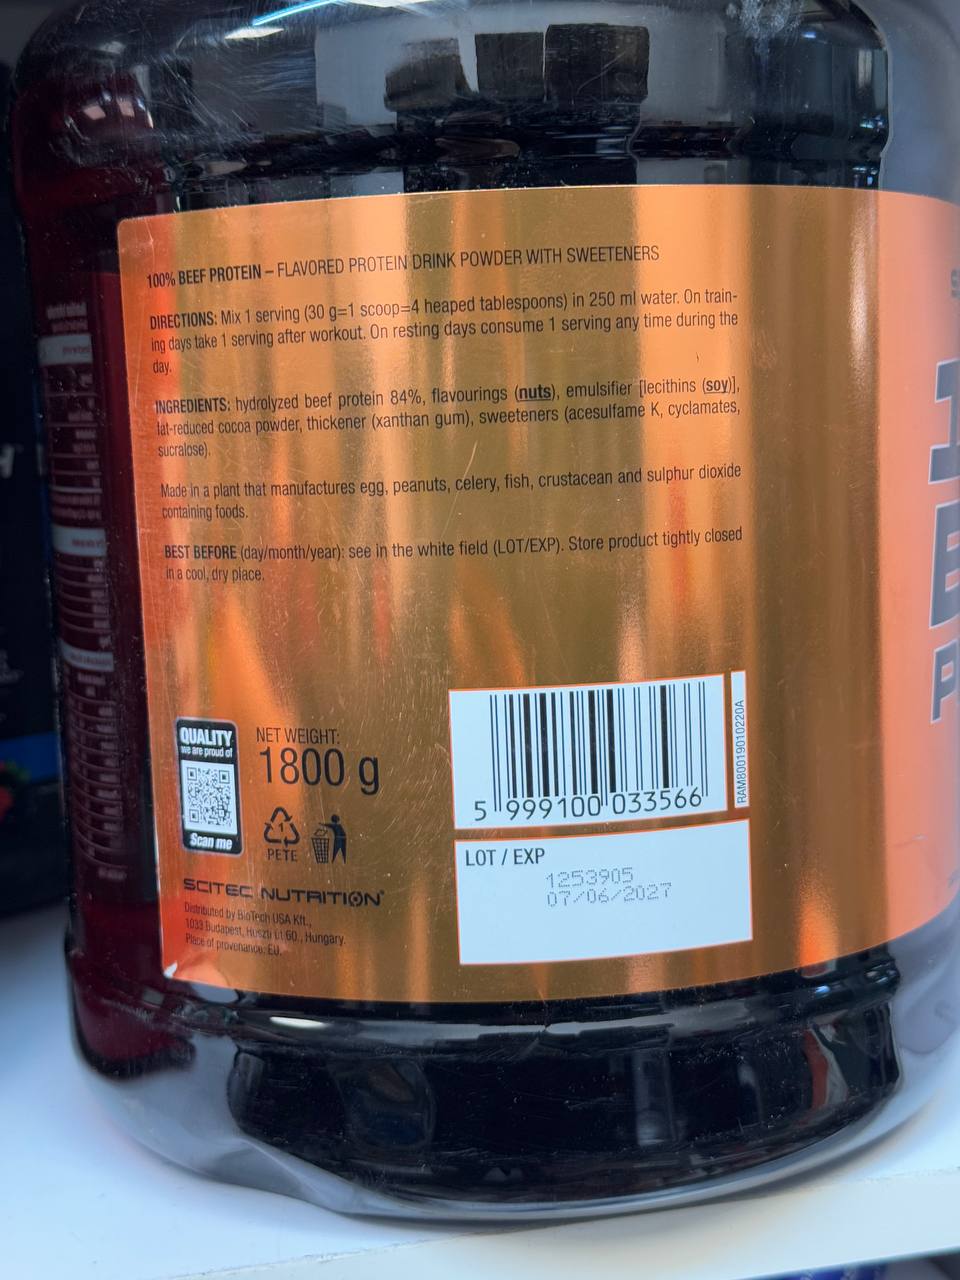 100% BEEF PROTEIN – FLAVORED PROTEIN DRINK POWDER WITH SWEETENERS
DIRECTIONS: Mix 1 serving (30 g=1 scoop=4 heaped tablespoons) in 250 ml water. On train-
ing days take 1 serving after workout. On resting days consume 1 serving any time during the
day.
INGREDIENTS: hydrolyzed beef protein 84%, flavourings (nuts), emulsifier [lecithins (soy)],
fat-reduced cocoa powder, thickener (xanthan gum), sweeteners (acesulfame K, cyclamates,
sucralose).
Made in a plant that manufactures egg, peanuts, celery, fish, crustacean and sulphur dioxide
containing foods.
BEST BEFORE (day/month/year): see in the white field (LOT/EXP). Store product tightly closed
in a cool, dry place.
QUALITY
we are proud of
Scan me
NET WEIGHT:
1800 g
PETE
SCITEC NUTRITION®
Distributed by BioTech USA Kft.,
1033 Budapest, Huszti út 60., Hungary.
Place of provenance: EU.
5 999100 033566
RAM80019010220A
LOT / EXP
1253905
07/06/2027